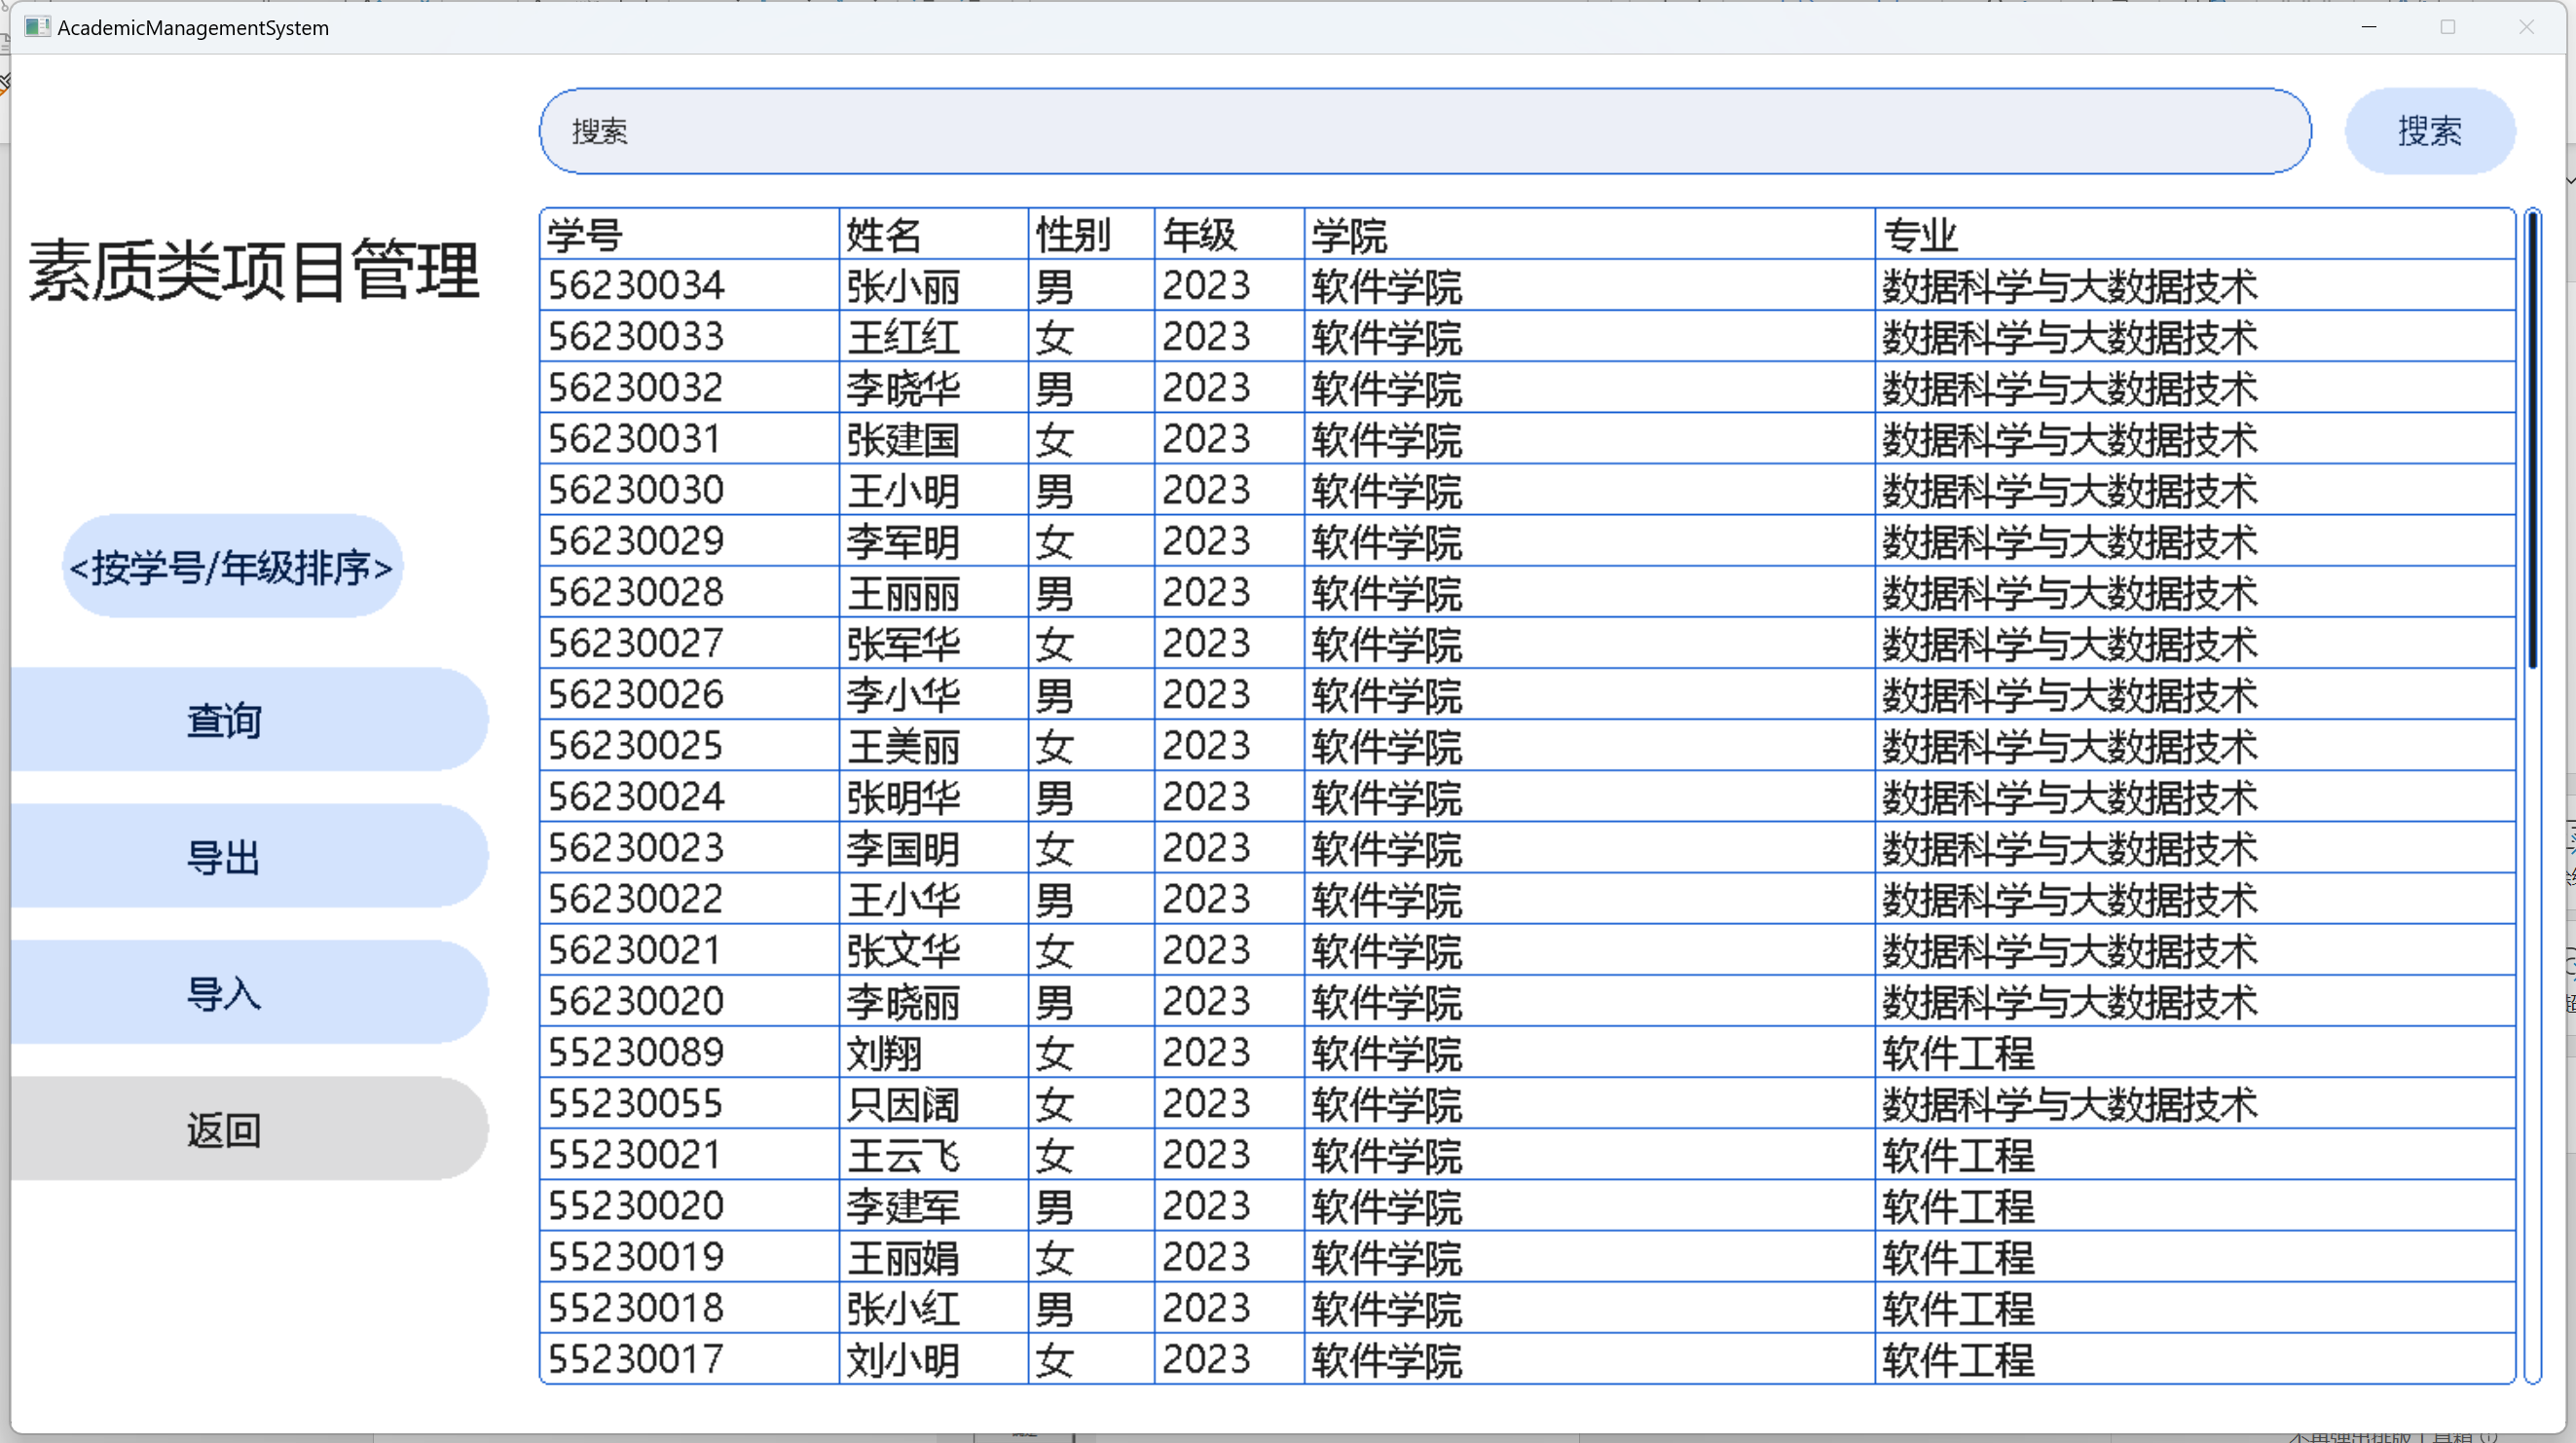 AcademicManagementSystem
搜索 搜索
素质类项目管理
<按学号/年级排序>
查询
导出
导入
返回
学号 姓名 性别 年级 学院 专业
56230034 张小丽 男 2023 软件学院 数据科学与大数据技术
56230033 王红红 女 2023 软件学院 数据科学与大数据技术
56230032 李晓华 男 2023 软件学院 数据科学与大数据技术
56230031 张建国 女 2023 软件学院 数据科学与大数据技术
56230030 王小明 男 2023 软件学院 数据科学与大数据技术
56230029 李军明 女 2023 软件学院 数据科学与大数据技术
56230028 王丽丽 男 2023 软件学院 数据科学与大数据技术
56230027 张军华 女 2023 软件学院 数据科学与大数据技术
56230026 李小华 男 2023 软件学院 数据科学与大数据技术
56230025 王美丽 女 2023 软件学院 数据科学与大数据技术
56230024 张明华 男 2023 软件学院 数据科学与大数据技术
56230023 李国明 女 2023 软件学院 数据科学与大数据技术
56230022 王小华 男 2023 软件学院 数据科学与大数据技术
56230021 张文华 女 2023 软件学院 数据科学与大数据技术
56230020 李晓丽 男 2023 软件学院 数据科学与大数据技术
55230089 刘翔 女 2023 软件学院 软件工程
55230055 只因阔 女 2023 软件学院 数据科学与大数据技术
55230021 王云飞 女 2023 软件学院 软件工程
55230020 李建军 男 2023 软件学院 软件工程
55230019 王丽娟 女 2023 软件学院 软件工程
55230018 张小红 男 2023 软件学院 软件工程
55230017 刘小明 女 2023 软件学院 软件工程